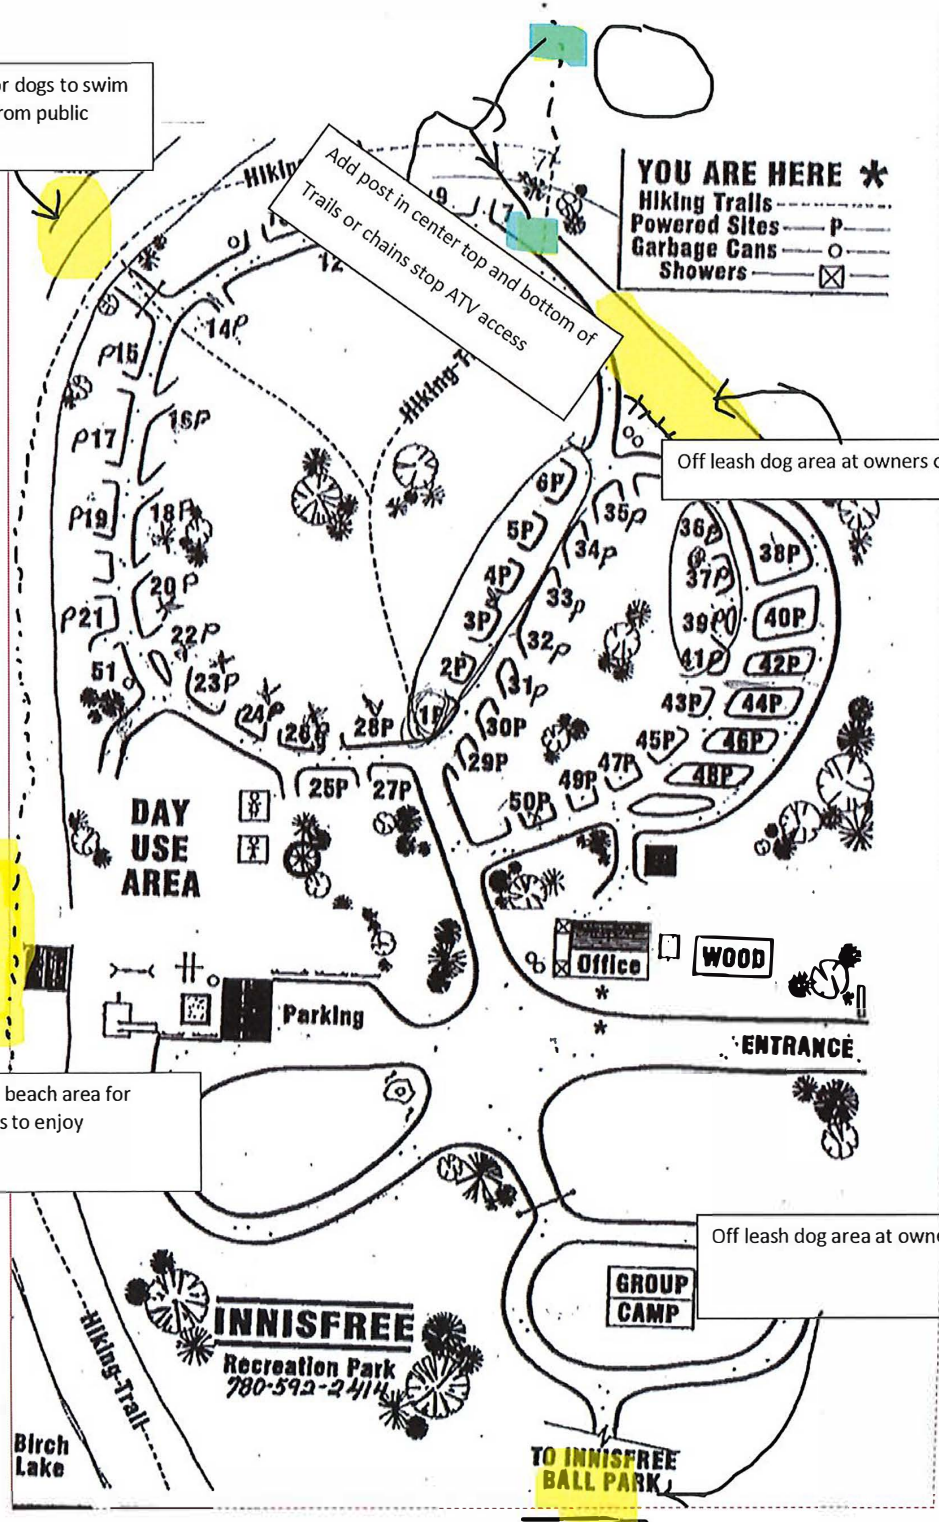 or dogs to swim
rom public
Hiking
Add post in center top and bottom of
Trails or chains stop ATV access
YOU ARE HERE *
Hiking Trails
Powered Sites P
Garbage Cans O
Showers
9
7
12
14P
P15
16P
P17
P19
18P
20P
P21
22P
51
23P
24P
26P
28P
25P
27P
Hiking-T
6P
5P
4P
3P
2P
1P
35P
34P
33P
32P
31P
30P
29P
Off leash dog area at owners
36P
37P
38P
39P
40P
41P
42P
43P
44P
45P
46P
47P
48P
49P
50P
DAY
USE
AREA
Office
WOOD
Parking
ENTRANCE
beach area for
s to enjoy
Off leash dog area at own
GROUP
CAMP
INNISFREE
Recreation Park
780-592-2414
Hiking-Trail
Birch
Lake
TO INNISFREE
BALL PARK